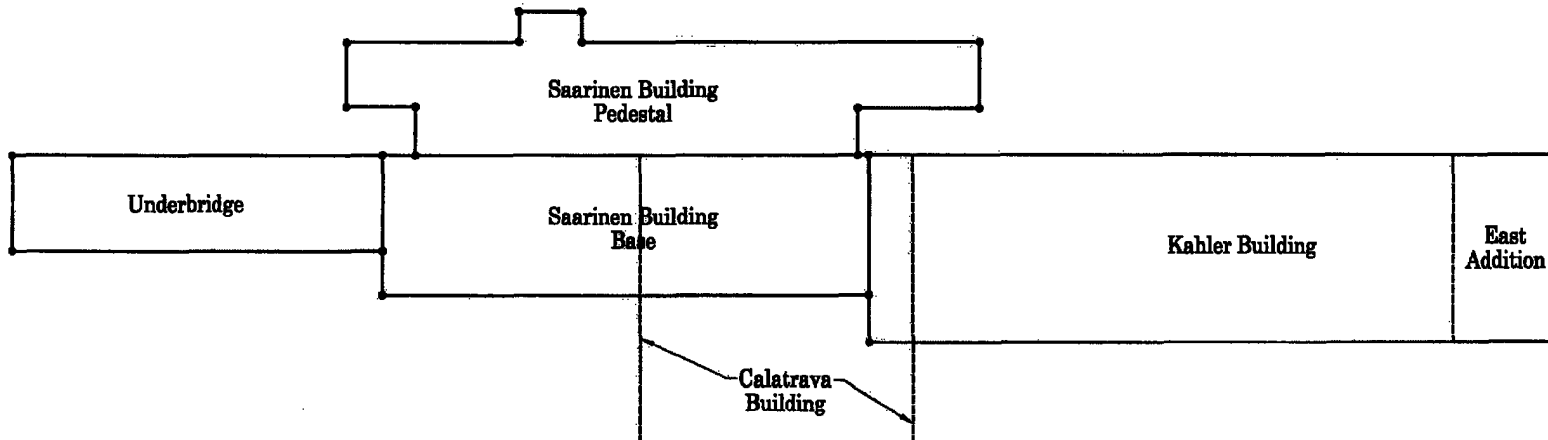 Saarinen Building
Pedestal
Underbridge
Saarinen Building
Base
Kahler Building
East
Addition
Calatrava
Building